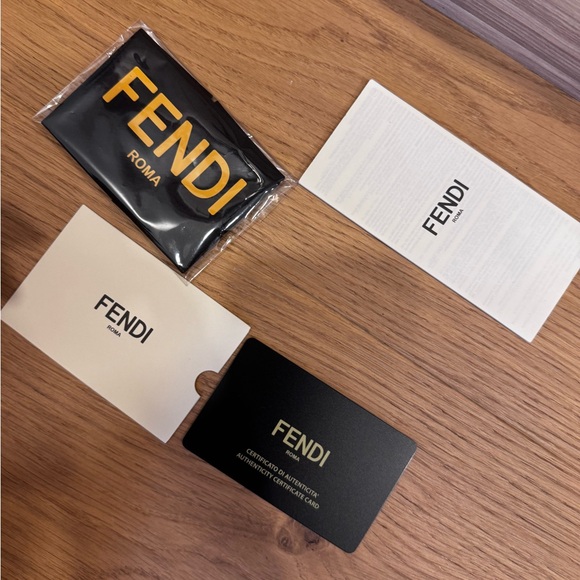 FENDI
ROMA
FENDI
ROMA
FENDI
ROMA
FENDI
ROMA
CERTIFICATO DI AUTENTICITA'
AUTHENTICITY CERTIFICATE CARD